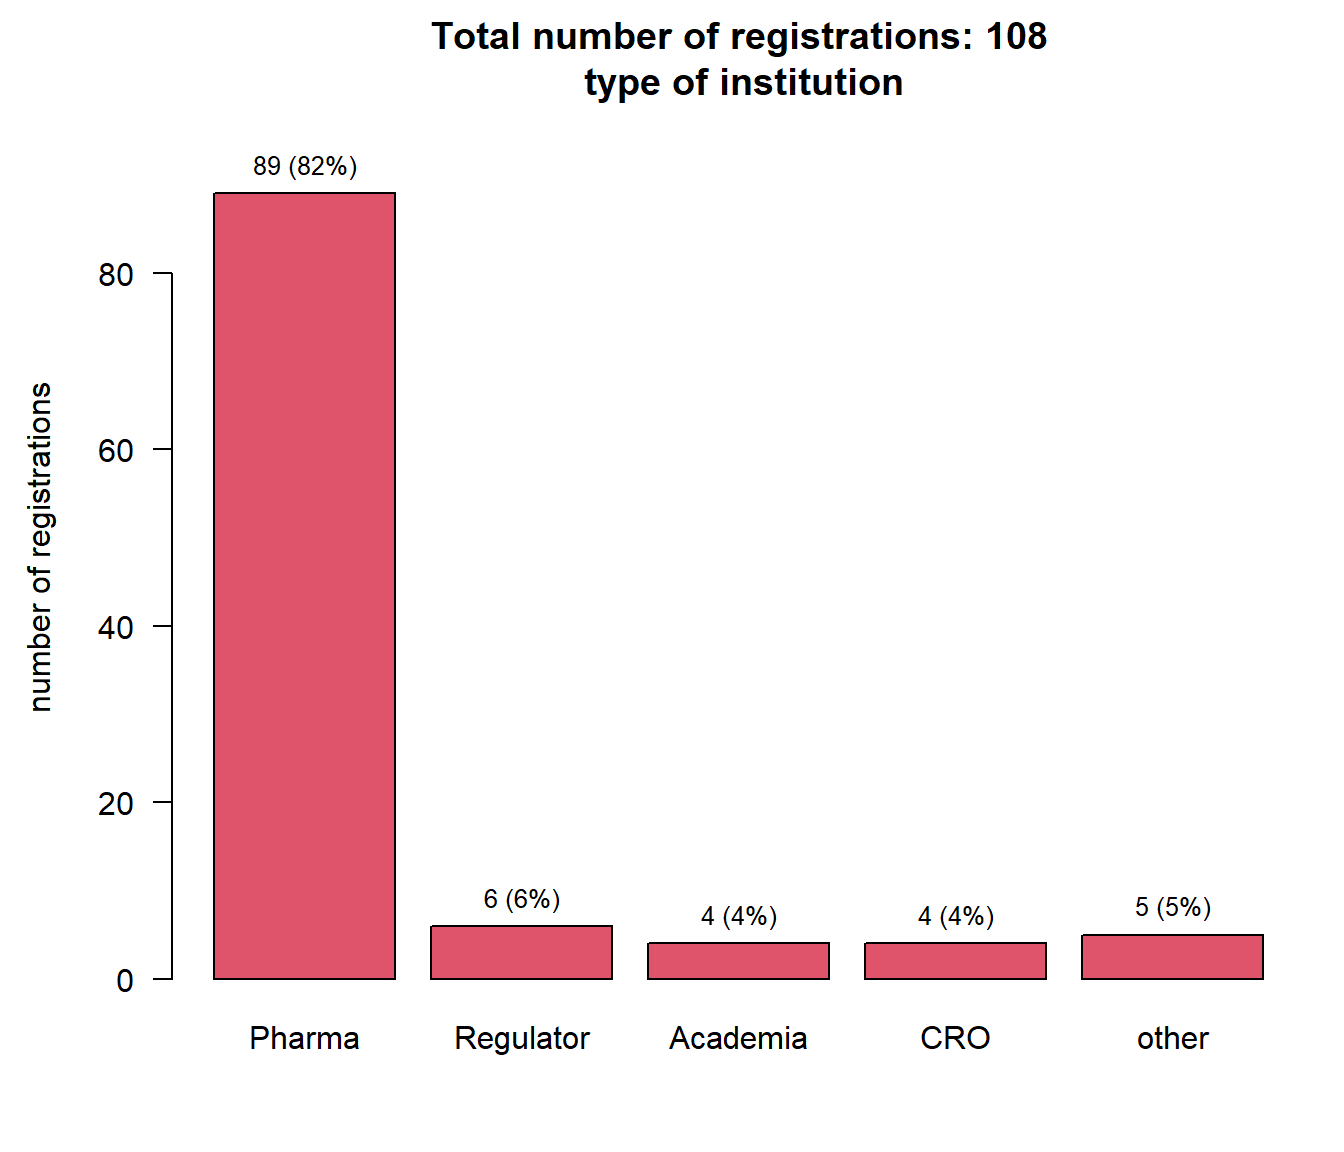 Total number of registrations: 108
type of institution
89 (82%)
6 (6%)
4 (4%)
4 (4%)
5 (5%)
number of registrations
80
60
40
20
0
Pharma
Regulator
Academia
CRO
other